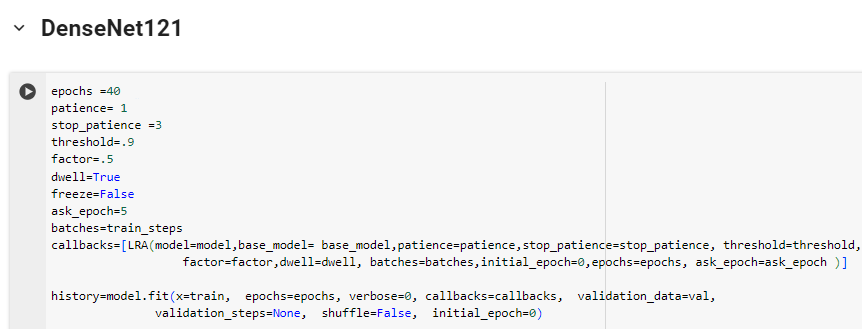 DenseNet121
epochs =40
patience= 1
stop_patience =3
threshold=.9
factor=.5
dwell=True
freeze=False
ask_epoch=5
batches=train_steps
callbacks=[LRA(model=model,base_model= base_model,patience=patience,stop_patience=stop_patience, threshold=threshold,
factor=factor,dwell=dwell, batches=batches,initial_epoch=0,epochs=epochs, ask_epoch=ask_epoch )]
history=model.fit(x=train,  epochs=epochs, verbose=0, callbacks=callbacks,  validation_data=val,
validation_steps=None,  shuffle=False,  initial_epoch=0)